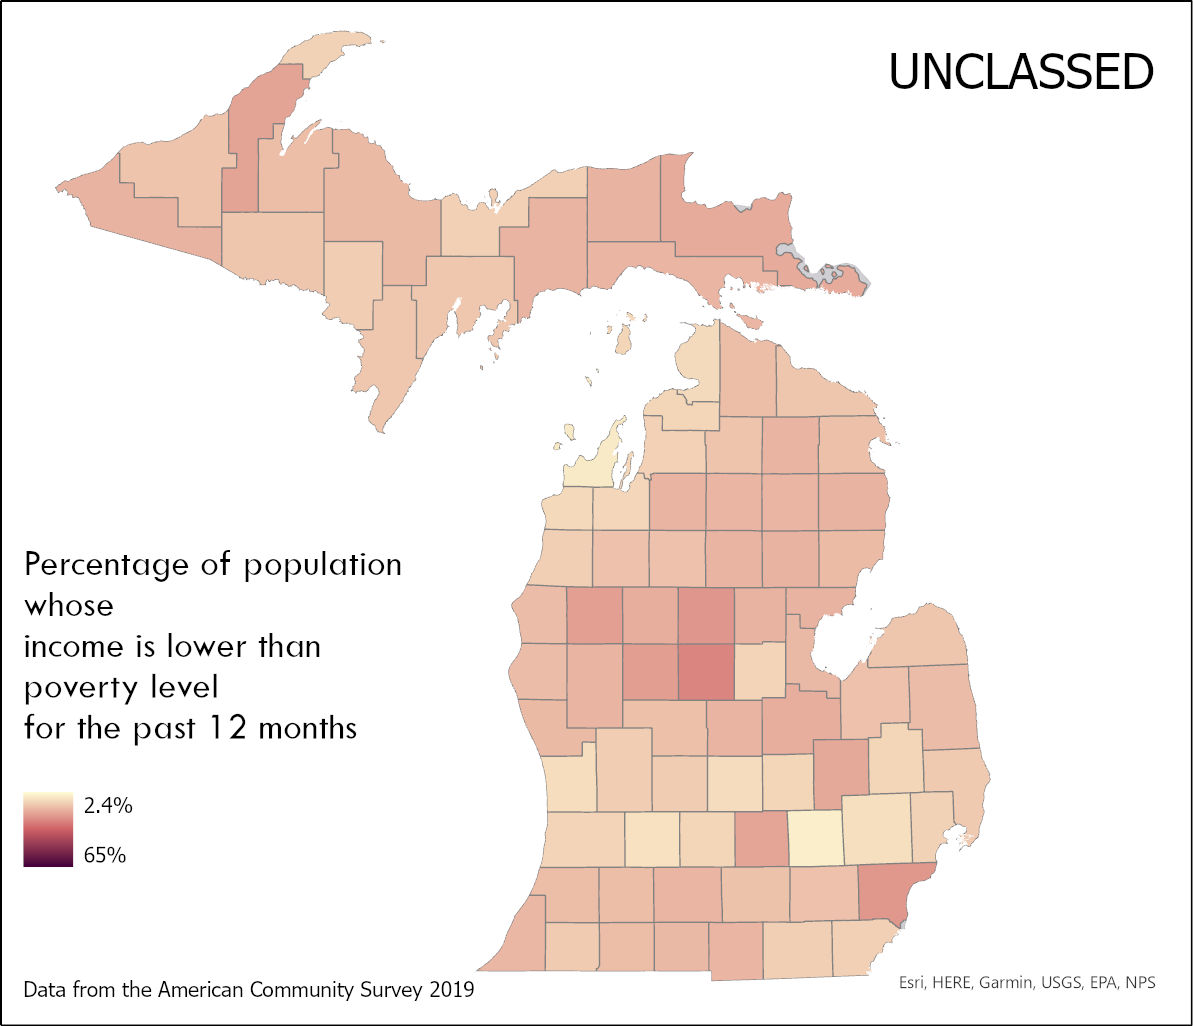 UNCLASSED
Percentage of population
whose
income is lower than
poverty level
for the past 12 months
2.4%
65%
Data from the American Community Survey 2019
Esri, HERE, Garmin, USGS, EPA, NPS